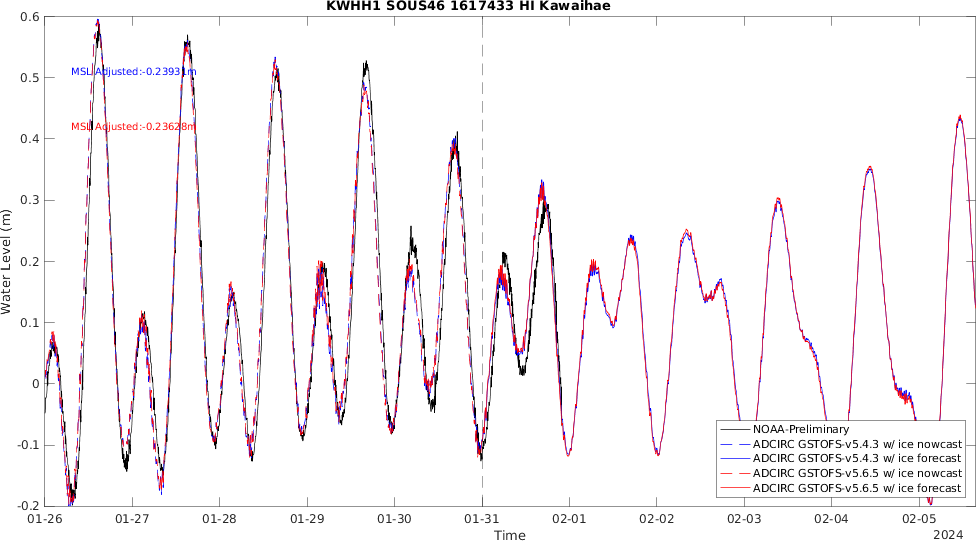 KWHH1 SOUS46 1617433 HI Kawaihae
0.6
0.5
0.4
0.3
0.2
0.1
0
-0.1
-0.2
Water Level (m)
MSL Adjusted:-0.23931m
MSL Adjusted:-0.23628m
NOAA-Preliminary
ADCIRC GSTOFS-v5.4.3 w/ ice nowcast
ADCIRC GSTOFS-v5.4.3 w/ ice forecast
ADCIRC GSTOFS-v5.6.5 w/ ice nowcast
ADCIRC GSTOFS-v5.6.5 w/ ice forecast
01-26 01-27 01-28 01-29 01-30 01-31 02-01 02-02 02-03 02-04 02-05
Time
2024